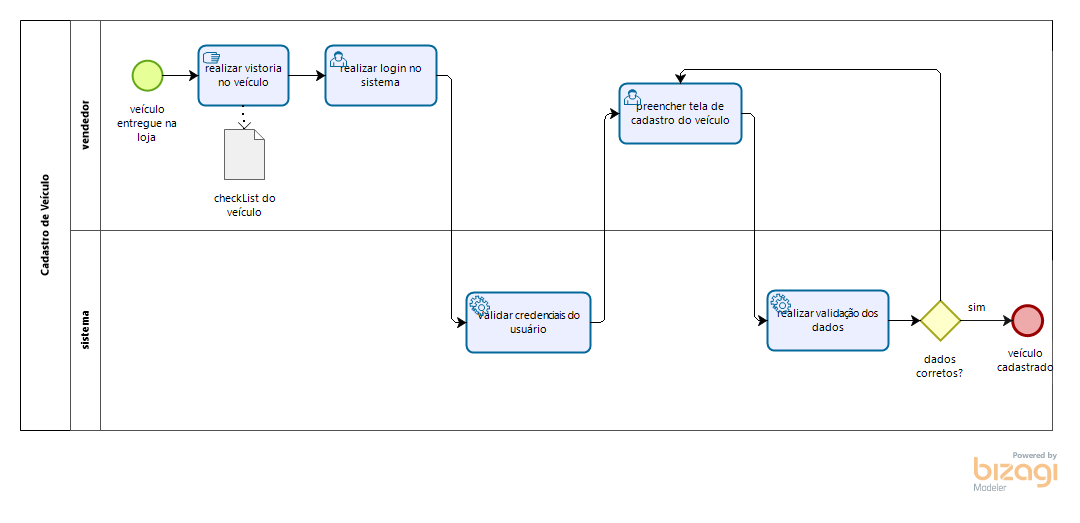 Cadastro de Veículo
vendedor
veículo
entregue na
loja
realizar vistoria
no veículo
checkList do
veículo
realizar login no
sistema
preencher tela de
cadastro do veículo
sistema
validar credenciais do
usuário
realizar validação dos
dados
dados
corretos?
sim
veículo
cadastrado
Powered by
bizagi
Modeler